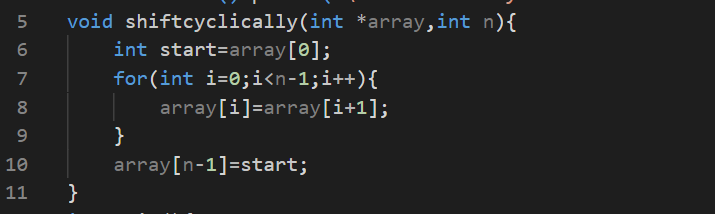 5 void shiftcyclically(int *array,int n){
6     int start=array[0];
7     for(int i=0;i<n-1;i++){
8         array[i]=array[i+1];
9     }
10     array[n-1]=start;
11 }